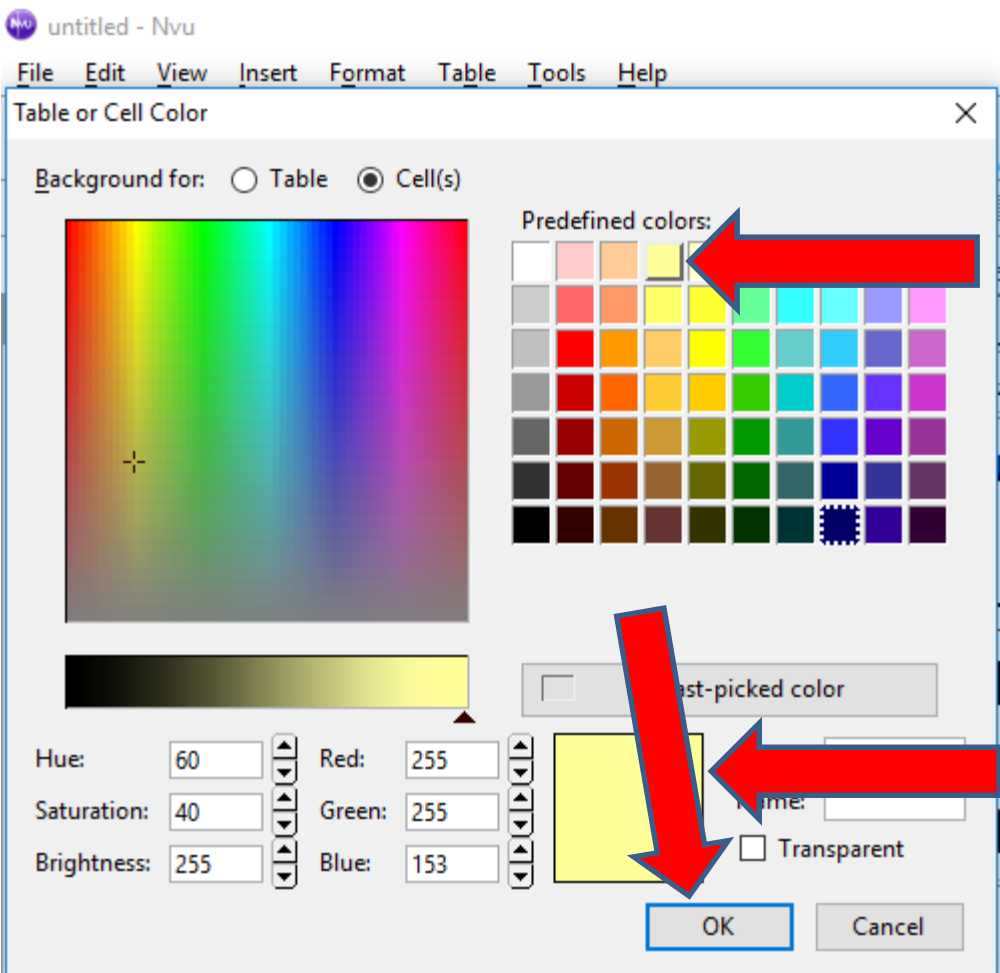 untitled - Nvu
File Edit View Insert Format Table Tools Help
Table or Cell Color
Background for: Table Cell(s)
Predefined colors:
ast-picked color
Hue: 60 Red: 255
Saturation: 40 Green: 255
Name:
Brightness: 255 Blue: 153
Transparent
OK Cancel